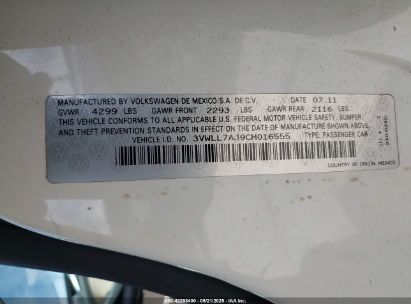 MANUFACTURED BY VOLKSWAGEN DE MEXICO S.A. DE C.V. DATE 07.11
GVWR 4299 LBS GAWR FRONT 2293 LBS GAWR REAR 2116 LBS
THIS VEHICLE CONFORMS TO ALL APPLICABLE U.S. FEDERAL MOTOR VEHICLE SAFETY, BUMPER,
AND THEFT PREVENTION STANDARDS IN EFFECT ON THE DATE OF MANUFACTURE SHOWN ABOVE.
VEHICLE I.D. NO. 3VWLL7AJ9CM016555 TYPE: PASSENGER CAR
COUNTRY OF ORIGIN: MEXICO